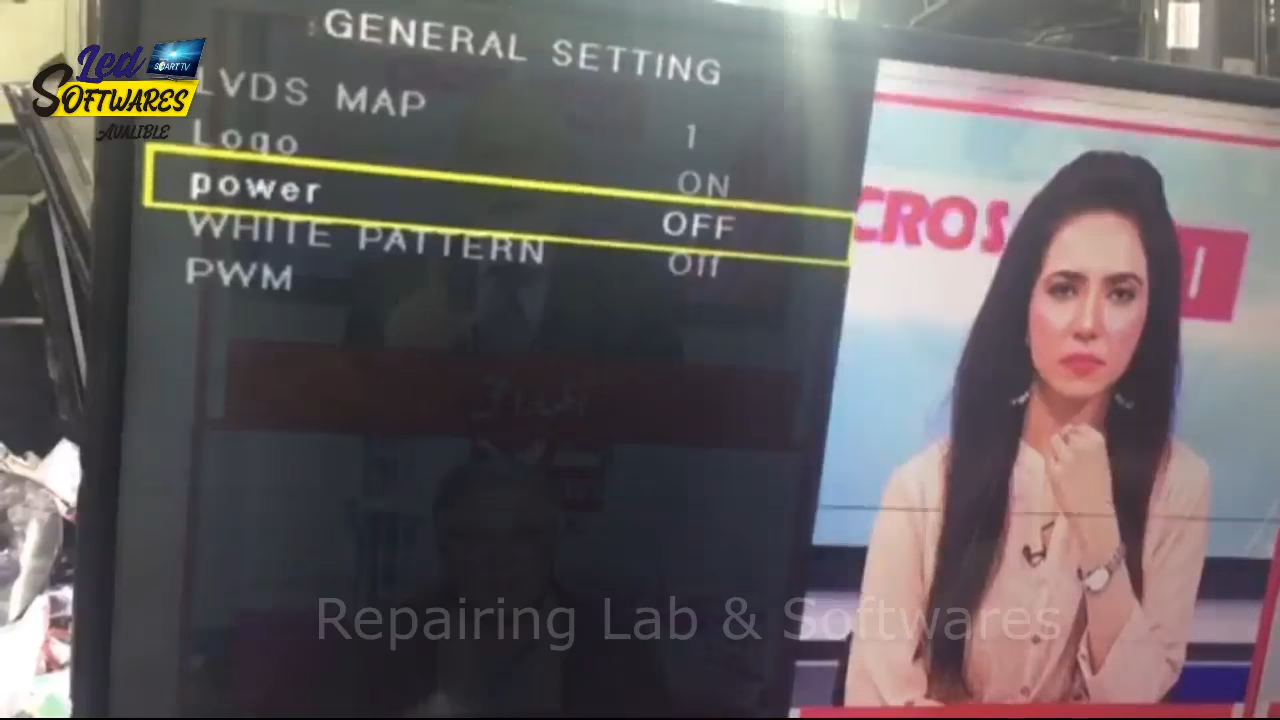 GENERAL SETTING
LVDS MAP 1
Logo ON
power OFF
WHITE PATTERN Off
PWM
Led
SMART TV
SOFTWARES
AVALIBLE
CROSS
Repairing Lab & Softwares